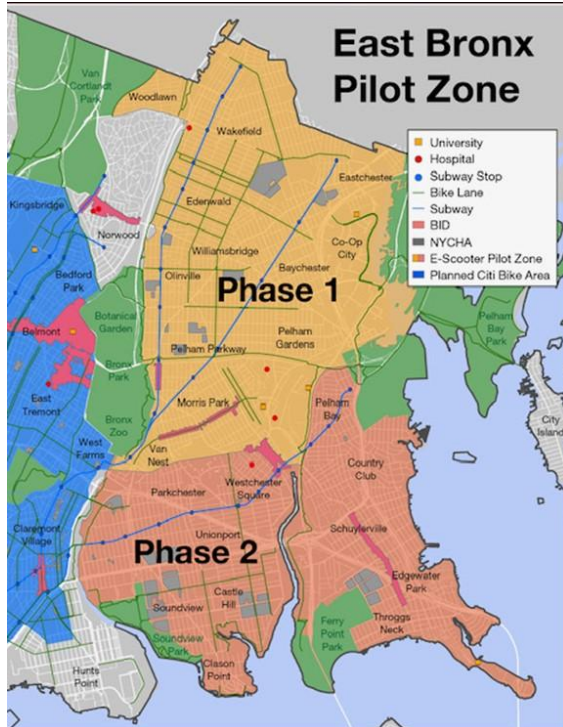 East Bronx
Pilot Zone
University
Hospital
Subway Stop
Bike Lane
Subway
BID
NYCHA
E-Scooter Pilot Zone
Planned Citi Bike Area
Van
Cortlandt
Park
Woodlawn
Wakefield
Eastchester
Kingsbridge
Edenwald
Norwood
Co-Op
City
Williamsbridge
Bedford
Park
Olinville
Baychester
Phase 1
Botanical
Garden
Pelham
Bay
Park
Belmont
Pelham
Gardens
Pelham Parkway
Bronx
Park
East
Tremont
Morris Park
Pelham
Bay
City
Island
Bronx
Zoo
West
Farms
Van
Nest
Country
Club
Parkchester
Westchester
Square
Claremont
Village
Unionport
Schuylerville
Phase 2
Edgewater
Park
Castle
Hill
Soundview
Throggs
Neck
Ferry
Point
Park
Soundview
Park
Clason
Point
Hunts
Point